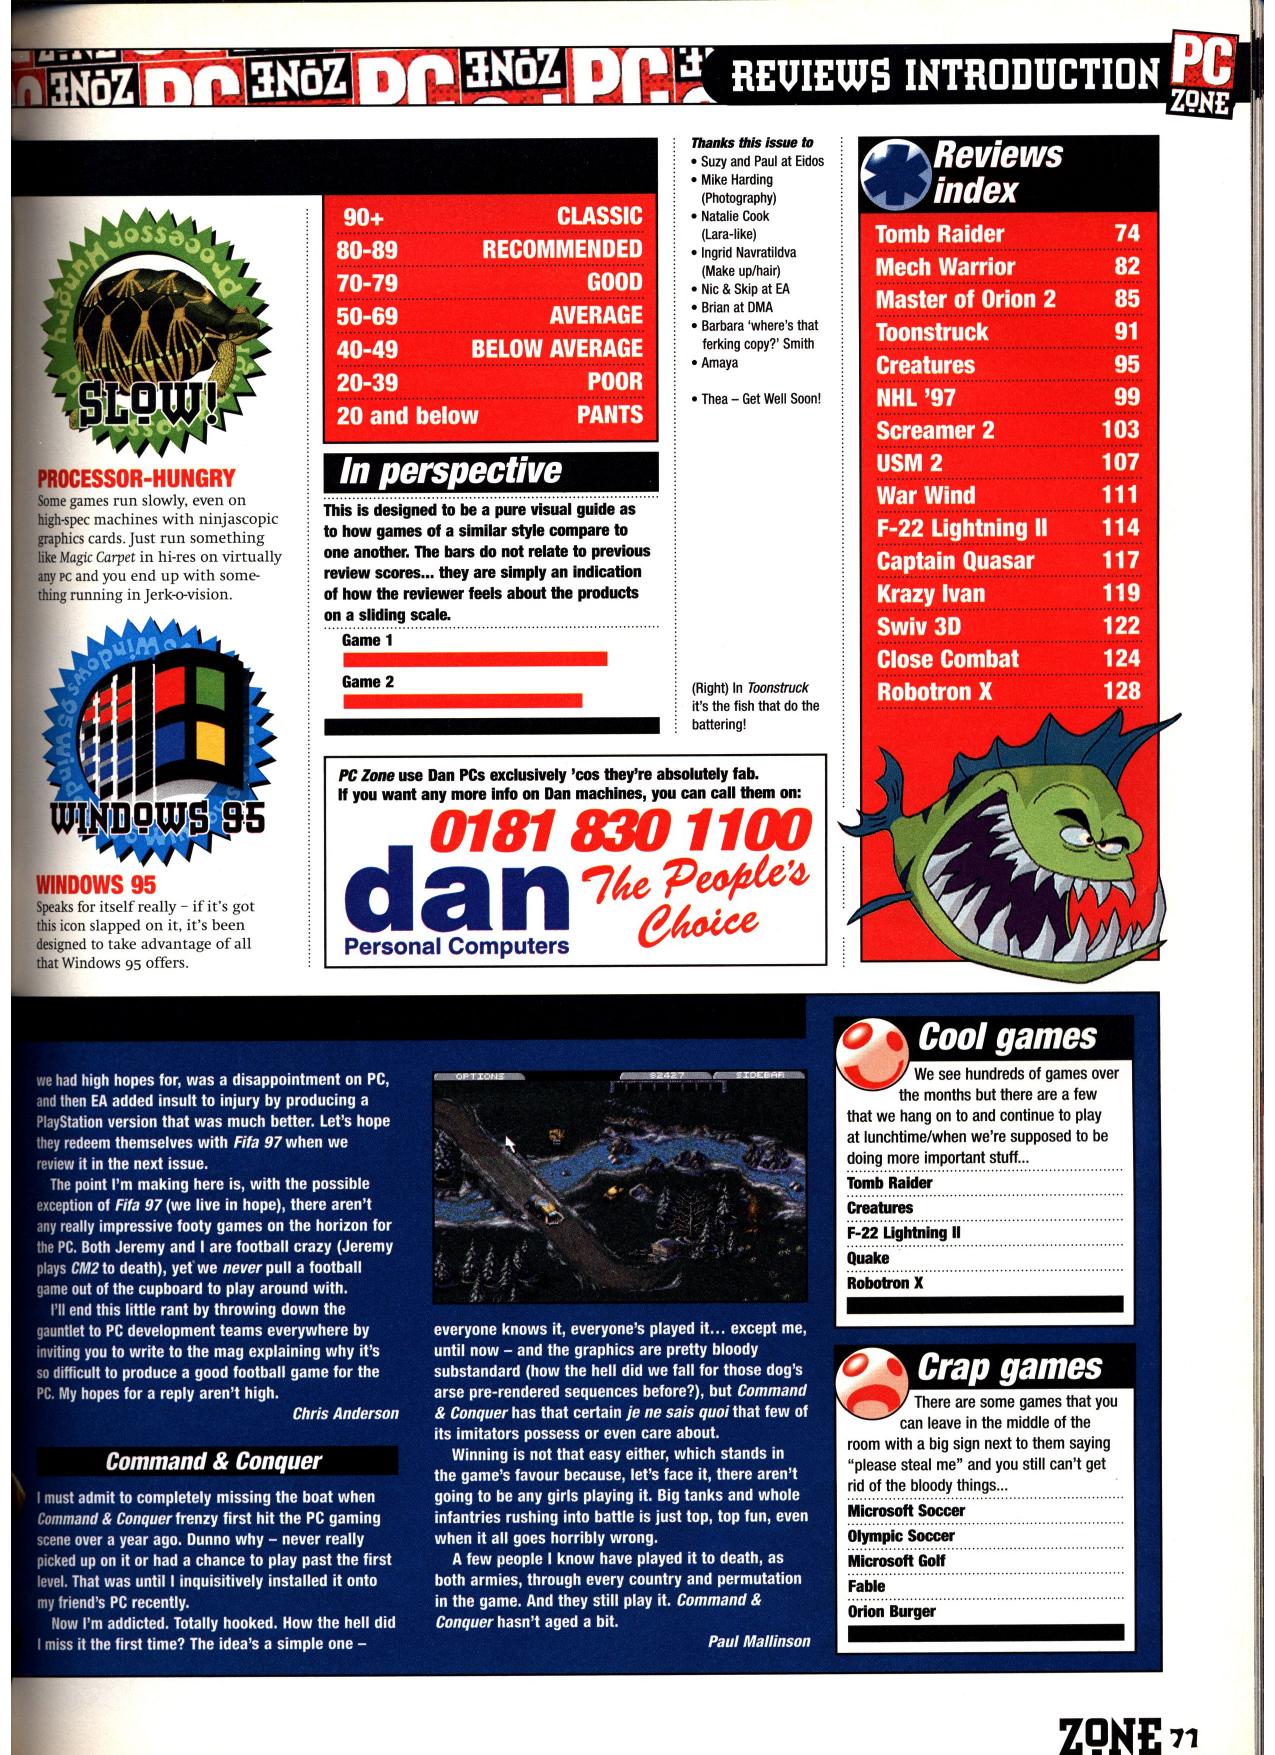 REVIEWS INTRODUCTION
PC
ZONE
Processor Hungry
SLOW!
PROCESSOR-HUNGRY
Some games run slowly, even on
high-spec machines with ninjascopic
graphics cards. Just run something
like Magic Carpet in hi-res on virtually
any PC and you end up with some-
thing running in Jerk-o-vision.
Windows 95
WINDOWS 95
WINDOWS 95
Speaks for itself really – if it's got
this icon slapped on it, it's been
designed to take advantage of all
that Windows 95 offers.
90+ CLASSIC
80-89 RECOMMENDED
70-79 GOOD
50-69 AVERAGE
40-49 BELOW AVERAGE
20-39 POOR
20 and below PANTS
In perspective
This is designed to be a pure visual guide as
to how games of a similar style compare to
one another. The bars do not relate to previous
review scores... they are simply an indication
of how the reviewer feels about the products
on a sliding scale.
Game 1
Game 2
Thanks this issue to
• Suzy and Paul at Eidos
• Mike Harding
(Photography)
• Natalie Cook
(Lara-like)
• Ingrid Navratildva
(Make up/hair)
• Nic & Skip at EA
• Brian at DMA
• Barbara 'where's that
ferking copy?' Smith
• Amaya
• Thea – Get Well Soon!
(Right) In Toonstruck
it's the fish that do the
battering!
Reviews
index
Tomb Raider 74
Mech Warrior 82
Master of Orion 2 85
Toonstruck 91
Creatures 95
NHL '97 99
Screamer 2 103
USM 2 107
War Wind 111
F-22 Lightning II 114
Captain Quasar 117
Krazy Ivan 119
Swiv 3D 122
Close Combat 124
Robotron X 128
PC Zone use Dan PCs exclusively 'cos they're absolutely fab.
If you want any more info on Dan machines, you can call them on:
0181 830 1100
dan
Personal Computers
The People's
Choice
we had high hopes for, was a disappointment on PC,
and then EA added insult to injury by producing a
PlayStation version that was much better. Let's hope
they redeem themselves with Fifa 97 when we
review it in the next issue.
The point I'm making here is, with the possible
exception of Fifa 97 (we live in hope), there aren't
any really impressive footy games on the horizon for
the PC. Both Jeremy and I are football crazy (Jeremy
plays CM2 to death), yet we never pull a football
game out of the cupboard to play around with.
I'll end this little rant by throwing down the
gauntlet to PC development teams everywhere by
inviting you to write to the mag explaining why it's
so difficult to produce a good football game for the
PC. My hopes for a reply aren't high.
Chris Anderson
Command & Conquer
I must admit to completely missing the boat when
Command & Conquer frenzy first hit the PC gaming
scene over a year ago. Dunno why – never really
picked up on it or had a chance to play past the first
level. That was until I inquisitively installed it onto
my friend's PC recently.
Now I'm addicted. Totally hooked. How the hell did
I miss it the first time? The idea's a simple one –
OPTIONS 92427 SIDEBAR
everyone knows it, everyone's played it... except me,
until now – and the graphics are pretty bloody
substandard (how the hell did we fall for those dog's
arse pre-rendered sequences before?), but Command
& Conquer has that certain je ne sais quoi that few of
its imitators possess or even care about.
Winning is not that easy either, which stands in
the game's favour because, let's face it, there aren't
going to be any girls playing it. Big tanks and whole
infantries rushing into battle is just top, top fun, even
when it all goes horribly wrong.
A few people I know have played it to death, as
both armies, through every country and permutation
in the game. And they still play it. Command &
Conquer hasn't aged a bit.
Paul Mallinson
Cool games
We see hundreds of games over
the months but there are a few
that we hang on to and continue to play
at lunchtime/when we're supposed to be
doing more important stuff...
Tomb Raider
Creatures
F-22 Lightning II
Quake
Robotron X
Crap games
There are some games that you
can leave in the middle of the
room with a big sign next to them saying
“please steal me” and you still can't get
rid of the bloody things...
Microsoft Soccer
Olympic Soccer
Microsoft Golf
Fable
Orion Burger
ZONE 71